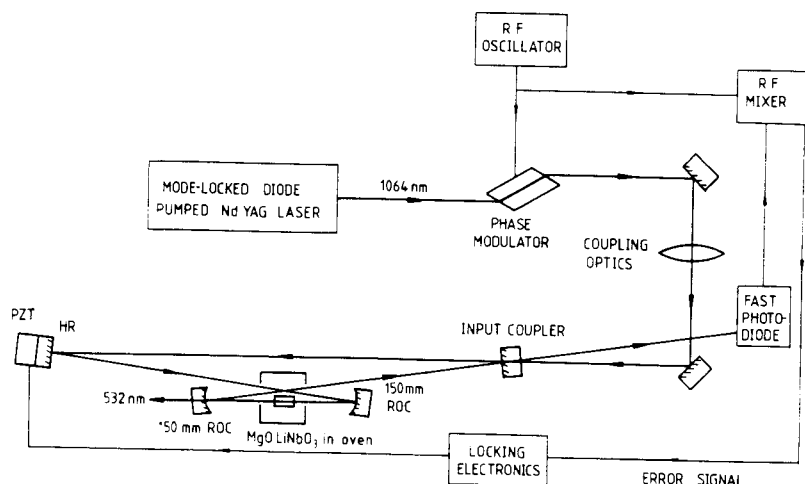 RF
OSCILLATOR
RF
MIXER
MODE-LOCKED DIODE
PUMPED Nd YAG LASER
1064 nm
PHASE
MODULATOR
COUPLING
OPTICS
FAST
PHOTO-
DIODE
PZT
HR
INPUT COUPLER
532 nm
150mm
ROC
150 mm ROC
MgO LiNbO3 in oven
LOCKING
ELECTRONICS
ERROR SIGNAL